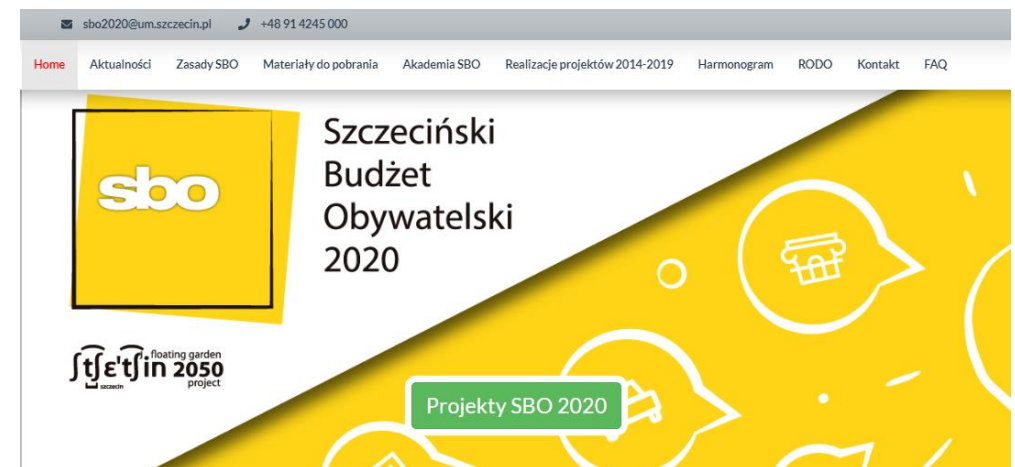 sbo2020@um.szczecin.pl +48 91 4245 000
Home Aktualności Zasady SBO Materiały do pobrania Akademia SBO Realizacje projektów 2014-2019 Harmonogram RODO Kontakt FAQ
sbo
Szczeciński
Budżet
Obywatelski
2020
ʃtʃɛ'tʃin
szczecin
floating garden
2050
project
Projekty SBO 2020